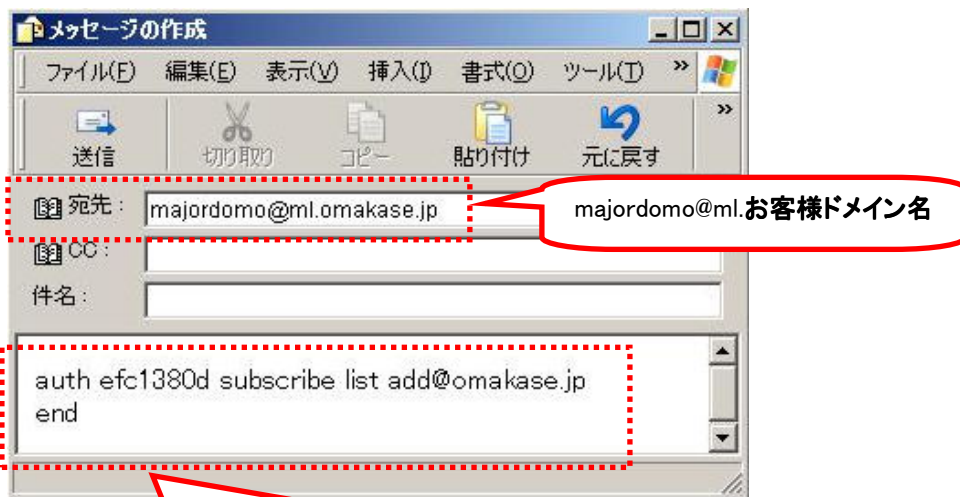 メッセージの作成
ファイル(F) 編集(E) 表示(V) 挿入(I) 書式(O) ツール(T) »
送信 切り取り コピー 貼り付け 元に戻す »
宛先: majordomo@ml.omakase.jp
majordomo@ml.お客様ドメイン名
CC:
件名:
auth efc1380d subscribe list add@omakase.jp
end